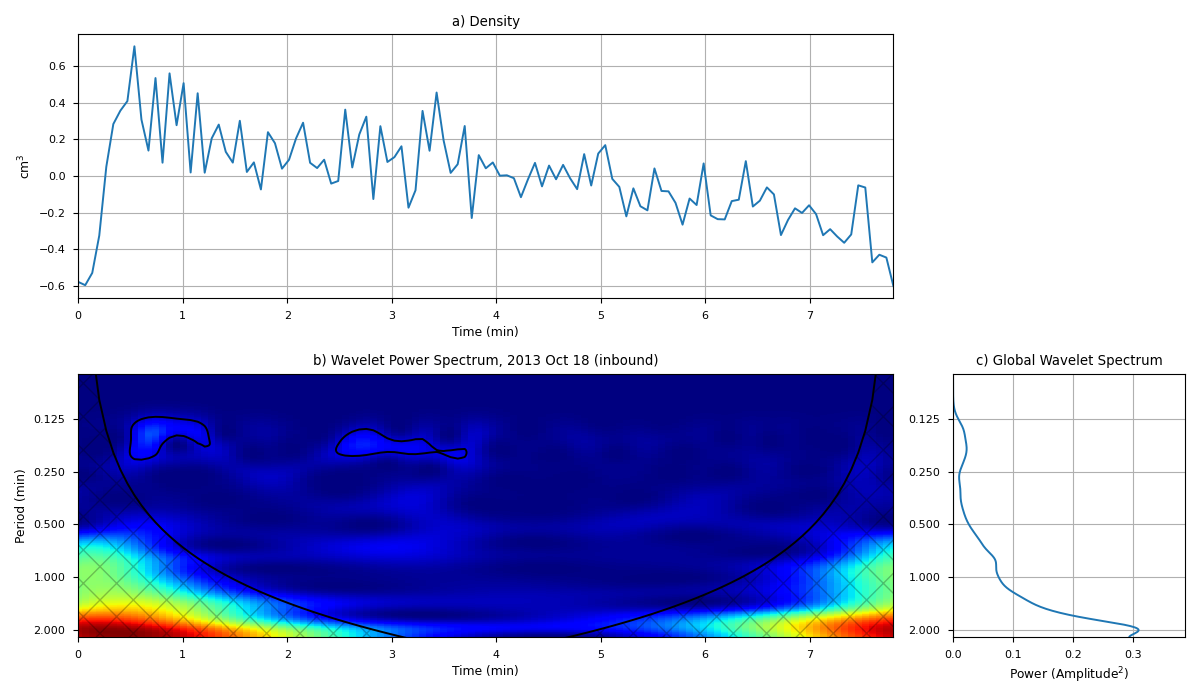 a) Density
0.6
0.4
0.2
0.0
−0.2
−0.4
−0.6
cm³
0 1 2 3 4 5 6 7
Time (min)
b) Wavelet Power Spectrum, 2013 Oct 18 (inbound)
0.125
0.250
0.500
1.000
2.000
Period (min)
0 1 2 3 4 5 6 7
Time (min)
c) Global Wavelet Spectrum
0.125
0.250
0.500
1.000
2.000
0.0 0.1 0.2 0.3
Power (Amplitude²)